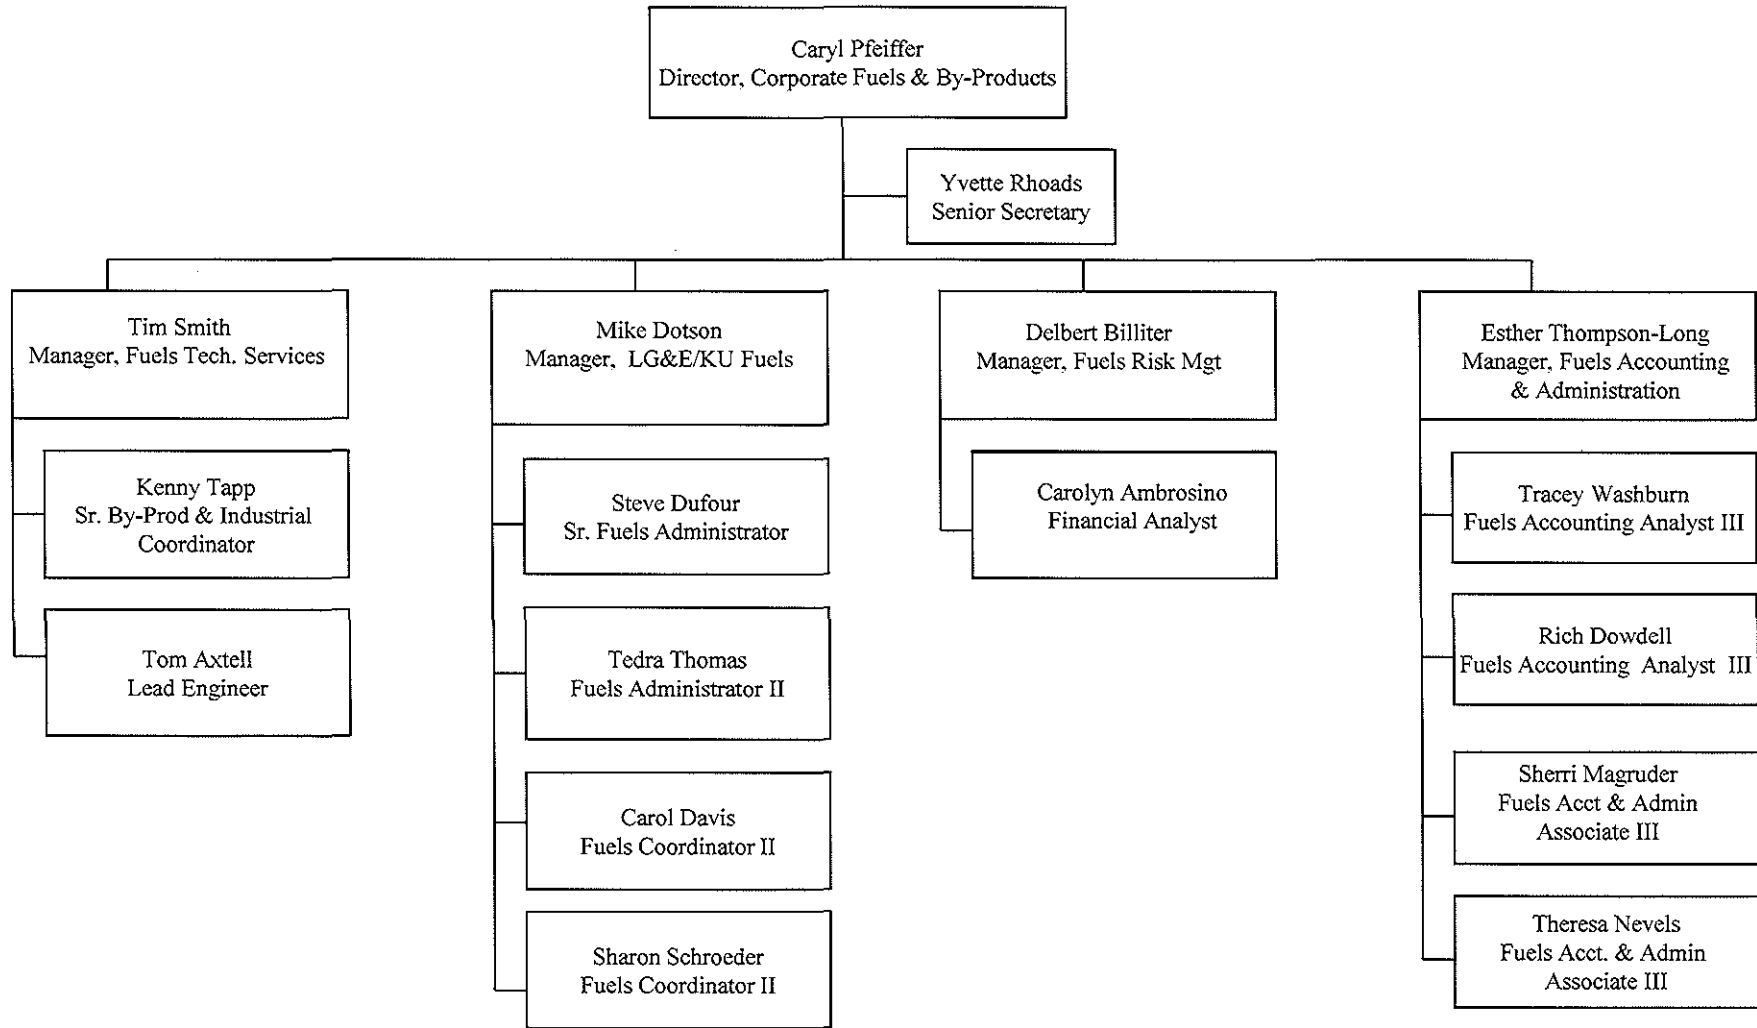 Caryl Pfeiffer
Director, Corporate Fuels & By-Products
Yvette Rhoads
Senior Secretary
Tim Smith
Manager, Fuels Tech. Services
Kenny Tapp
Sr. By-Prod & Industrial
Coordinator
Tom Axtell
Lead Engineer
Mike Dotson
Manager, LG&E/KU Fuels
Steve Dufour
Sr. Fuels Administrator
Tedra Thomas
Fuels Administrator II
Carol Davis
Fuels Coordinator II
Sharon Schroeder
Fuels Coordinator II
Delbert Billiter
Manager, Fuels Risk Mgt
Carolyn Ambrosino
Financial Analyst
Esther Thompson-Long
Manager, Fuels Accounting
& Administration
Tracey Washburn
Fuels Accounting Analyst III
Rich Dowdell
Fuels Accounting Analyst III
Sherri Magruder
Fuels Acct & Admin
Associate III
Theresa Nevels
Fuels Acct. & Admin
Associate III